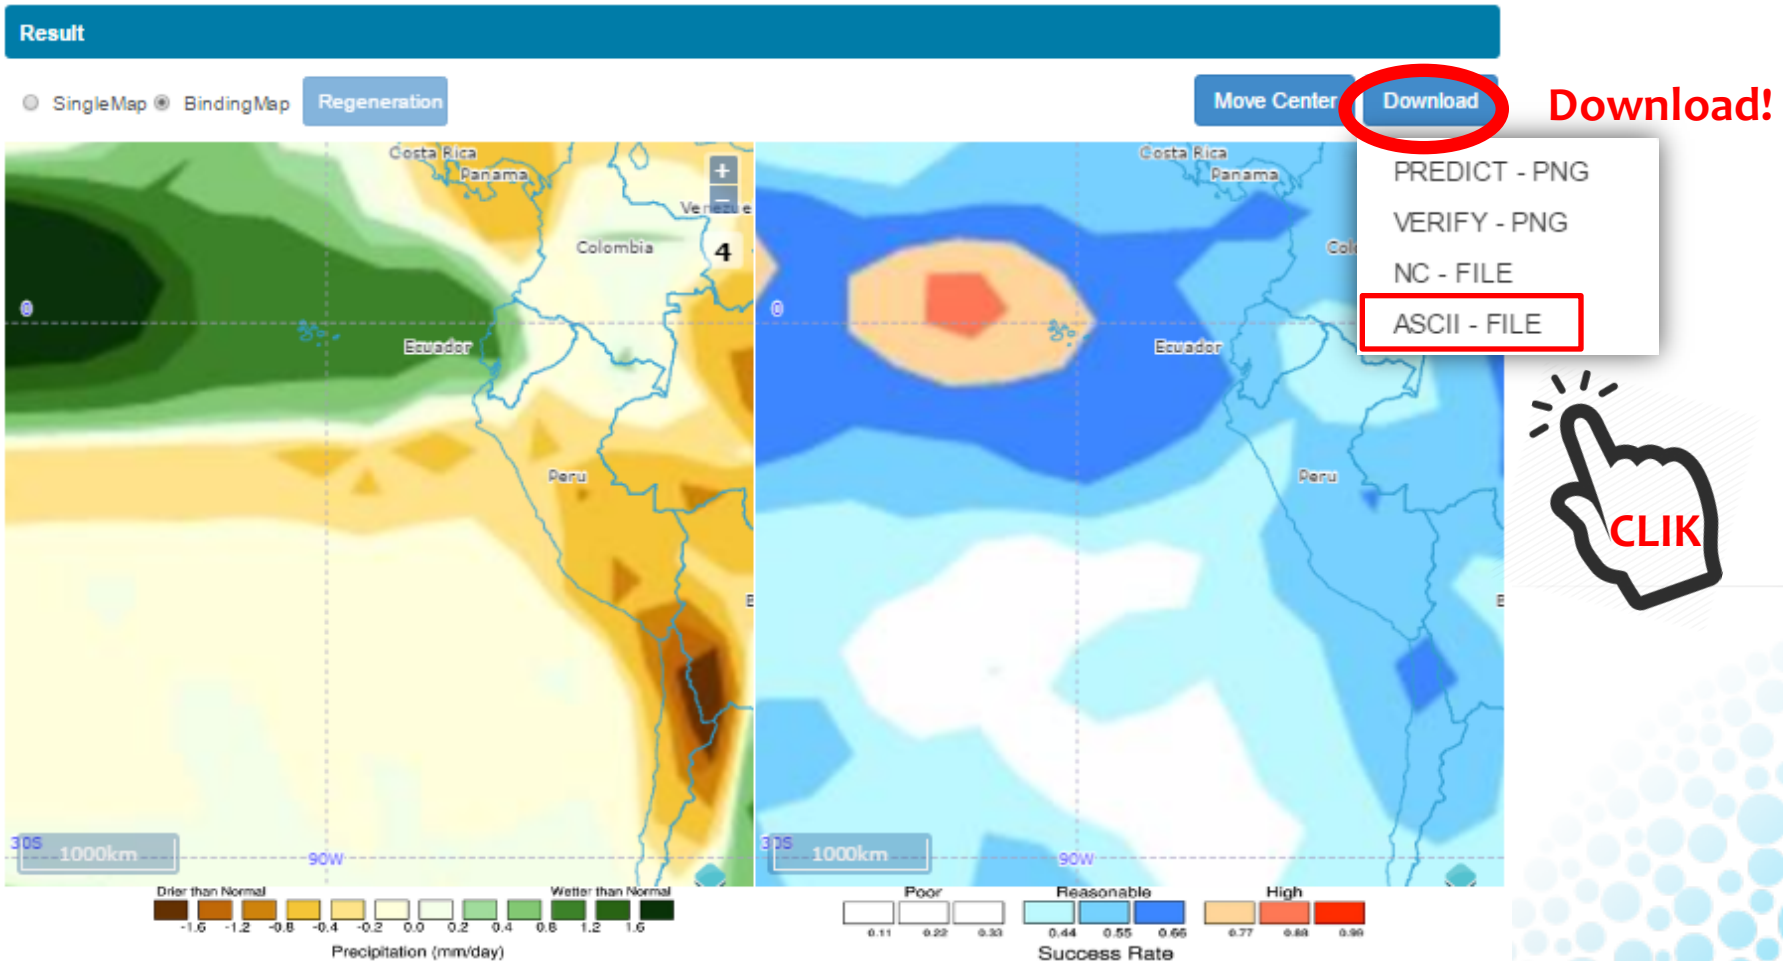 Result
SingleMap BindingMap Regeneration Move Center Download Download!
PREDICT - PNG
VERIFY - PNG
NC - FILE
ASCII - FILE
CLIK
Costa Rica
Panama
+
−
Colombia
4
0
Ecuador
Peru
30S
1000km
90W
Costa Rica
Panama
0
Ecuador
Peru
30S
1000km
90W
Drier than Normal Wetter than Normal
-1.6 -1.2 -0.8 -0.4 -0.2 0.0 0.2 0.4 0.8 1.2 1.6
Precipitation (mm/day)
Poor Reasonable High
0.11 0.22 0.33 0.44 0.55 0.66 0.77 0.88 0.99
Success Rate